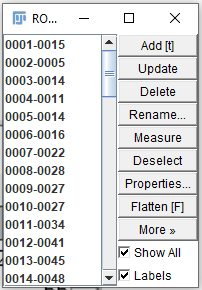 RO...
0001-0015
0002-0005
0003-0014
0004-0011
0005-0014
0006-0016
0007-0022
0008-0028
0009-0027
0010-0027
0011-0034
0012-0041
0013-0045
0014-0048
Add [t]
Update
Delete
Rename...
Measure
Deselect
Properties...
Flatten [F]
More »
Show All
Labels